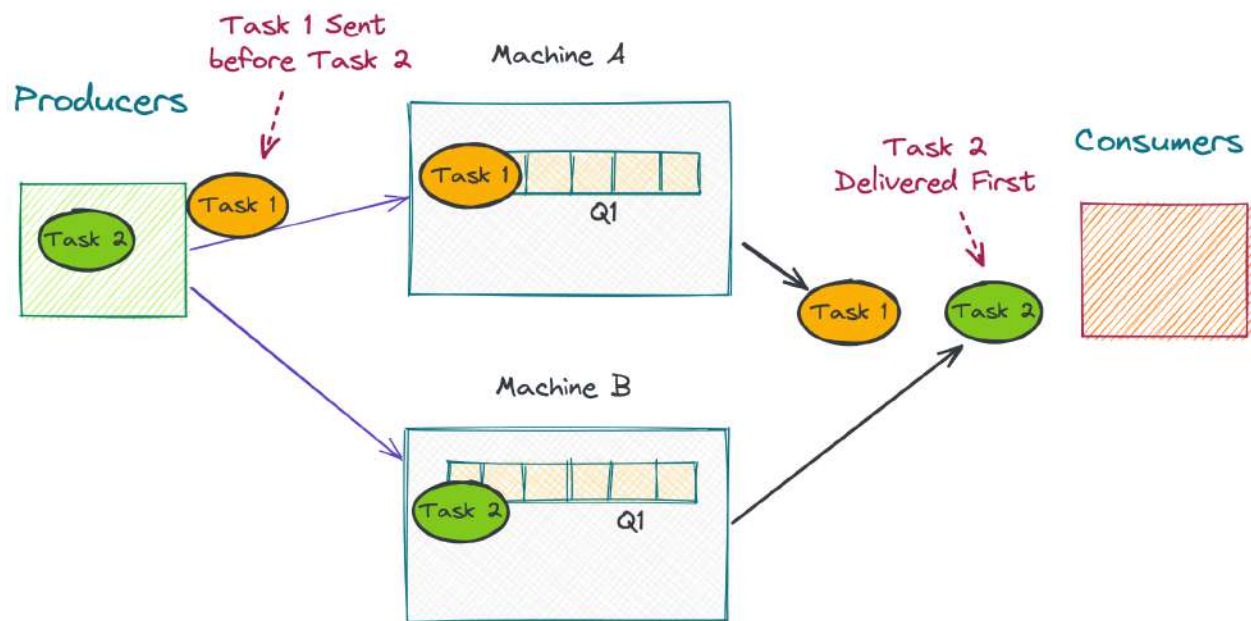 Task 1 Sent
before Task 2
Machine A
Producers
Consumers
Task 2
Delivered First
Task 1
Q1
Task 1
Task 2
Task 1
Task 2
Machine B
Task 2
Q1